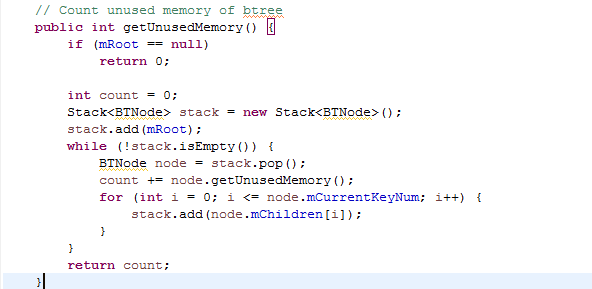 // Count unused memory of btree
public int getUnusedMemory() {
if (mRoot == null)
return 0;
int count = 0;
Stack<BTNode> stack = new Stack<BTNode>();
stack.add(mRoot);
while (!stack.isEmpty()) {
BTNode node = stack.pop();
count += node.getUnusedMemory();
for (int i = 0; i <= node.mCurrentKeyNum; i++) {
stack.add(node.mChildren[i]);
}
}
return count;
}